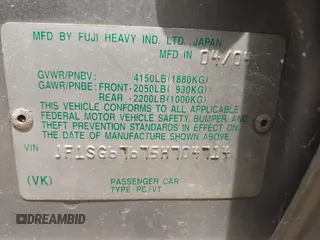 MFD BY FUJI HEAVY IND. LTD. JAPAN
MFD IN 04/04
GVWR/PNBV: 4150LB(1880KG)
GAWR/PNBE: FRONT-2050LB( 930KG)
REAR -2200LB(1000KG)
THIS VEHICLE CONFORMS TO ALL APPLICABLE
FEDERAL MOTOR VEHICLE SAFETY, BUMPER, AND
THEFT PREVENTION STANDARDS IN EFFECT ON THE
DATE OF MANUFACTURE SHOWN ABOVE.
VIN
(VK) PASSENGER CAR
TYPE:PC/VT
DREAMBID